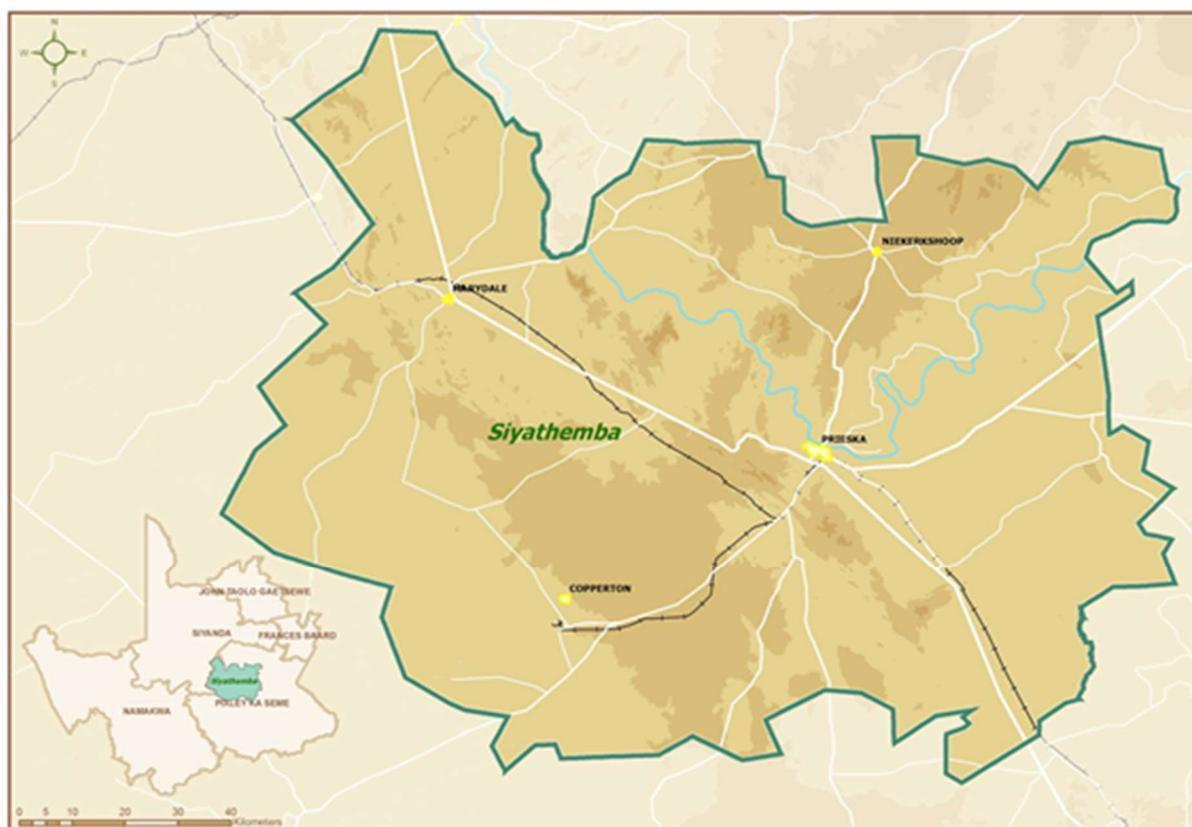 N
W E
S
NIEKERKSHOOP
MARYDALE
Siyathemba
PRIESKA
COPPERTON
JOHN TAOLO GAETSEWE
SIYANDA
FRANCES BAARD
Siyathemba
NAMAKWA
PIXLEY KA SEME
0 5 10 20 30 40
Kilometers